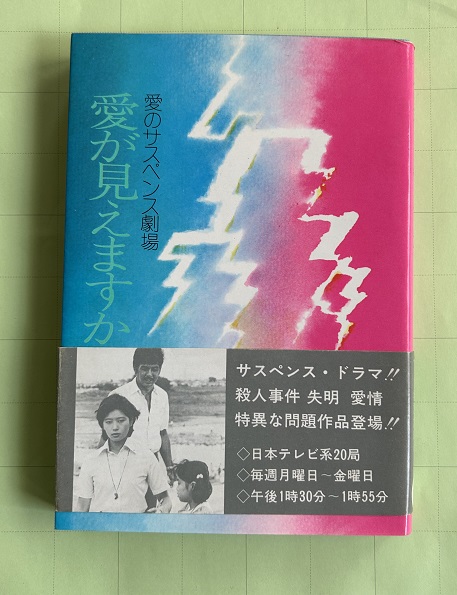 愛のサスペンス劇場
愛が見えますか
サスペンス・ドラマ!!
殺人事件 失明 愛情
特異な問題作品登場!!
◇日本テレビ系20局
◇毎週月曜日～金曜日
◇午後1時30分～1時55分